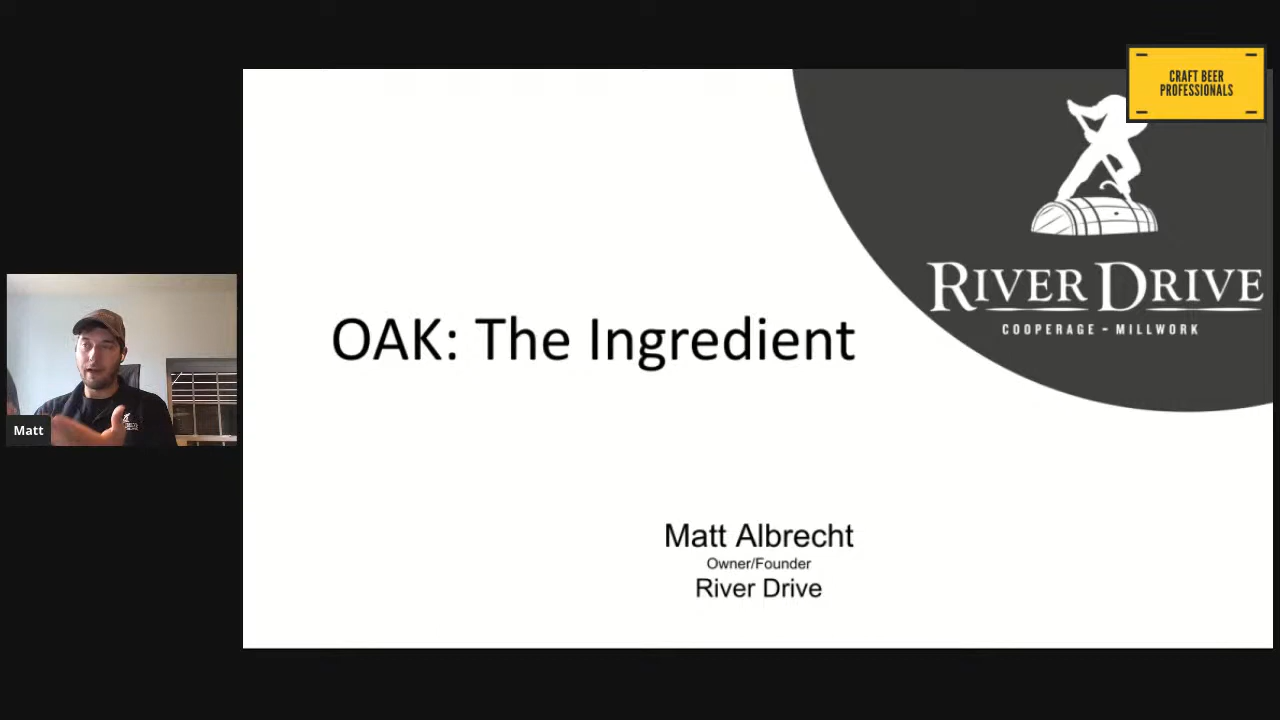 CRAFT BEER
PROFESSIONALS
RIVER DRIVE
COOPERAGE - MILLWORK
OAK: The Ingredient
Matt
Matt Albrecht
Owner/Founder
River Drive